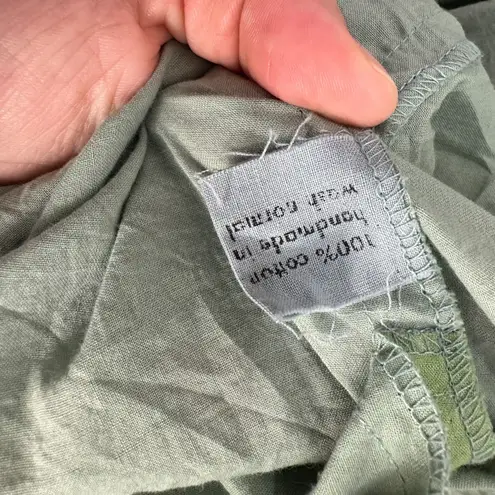 100% cotton
handmade in
wash normal